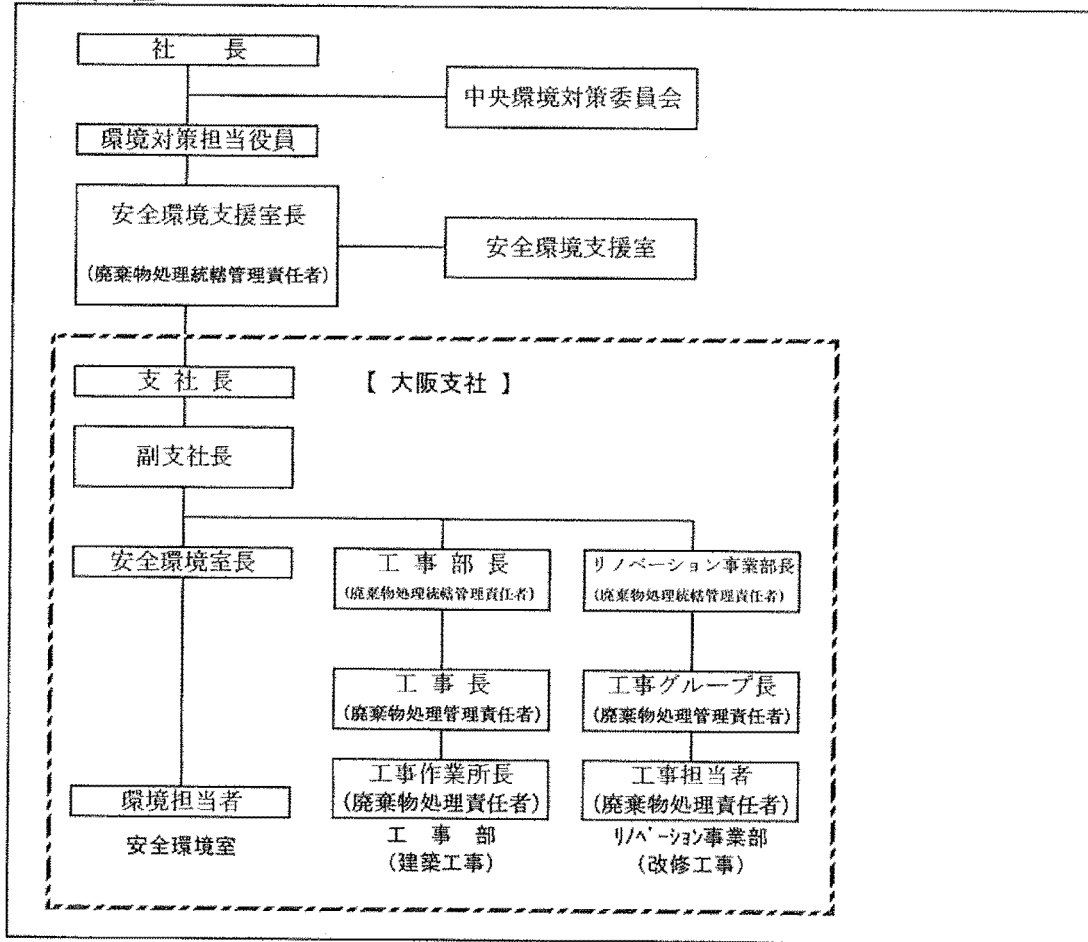 社　長
中央環境対策委員会
環境対策担当役員
安全環境支援室長
(廃棄物処理統轄管理責任者)
安全環境支援室
支 社 長
【 大阪支社 】
副支社長
安全環境室長
工 事 部 長
(廃棄物処理統轄管理責任者)
リノベーション事業部長
(廃棄物処理統轄管理責任者)
工 事 長
(廃棄物処理管理責任者)
工事グループ長
(廃棄物処理管理責任者)
環境担当者
安全環境室
工事作業所長
(廃棄物処理責任者)
工 事 部
(建築工事)
工事担当者
(廃棄物処理責任者)
ﾘﾉﾍﾞｰｼｮﾝ事業部
(改修工事)